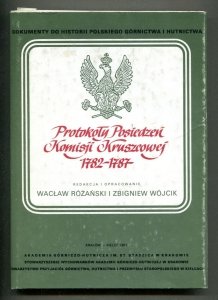 DOKUMENTY DO HISTORII POLSKIEGO GÓRNICTWA I HUTNICTWA
Protokoły Posiedzeń
Komisji Kruszcowej
1782-1787
REDAKCJA I OPRACOWANIE
WACŁAW RÓŻAŃSKI I ZBIGNIEW WÓJCIK
KRAKÓW - KIELCE 1987
AKADEMIA GÓRNICZO-HUTNICZA IM. ST. STASZICA W KRAKOWIE
STOWARZYSZENIE WYCHOWANKÓW AKADEMII GÓRNICZO-HUTNICZEJ W KRAKOWIE
TOWARZYSTWO PRZYJACIÓŁ GÓRNICTWA, HUTNICTWA I PRZEMYSŁU STAROPOLSKIEGO W KIELCACH